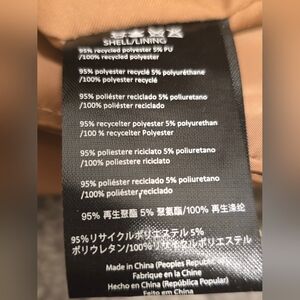 SHELL/LINING
95% recycled polyester 5% PU
/100% recycled polyester
95% polyester recyclé 5% polyuréthane
/100% polyester recyclé
95% poliéster reciclado 5% poliuretano
/100% poliéster reciclado
95% recycelter polyester 5% polyurethan
/100 % recycelter Polyester
95% poliestere riciclato 5% poliuretano
/100% poliestere riciclato
95% poliéster reciclado 5% poliuretano
/100% poliéster reciclado
95% 再生聚酯 5% 聚氨酯/100% 再生涤纶
95%リサイクルポリエステル 5%
ポリウレタン/100%リサイクルポリエステル
Made in China (Peoples Republic
Fabriqué en la Chine
Hecho en China (República Popular
Feito em China